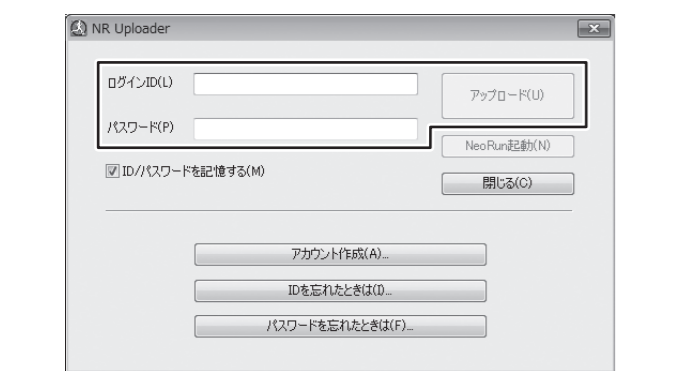 NR Uploader
ログインID(L)
アップロード(U)
パスワード(P)
NeoRun起動(N)
ID/パスワードを記憶する(M)
閉じる(C)
アカウント作成(A)...
IDを忘れたときは(I)...
パスワードを忘れたときは(F)...